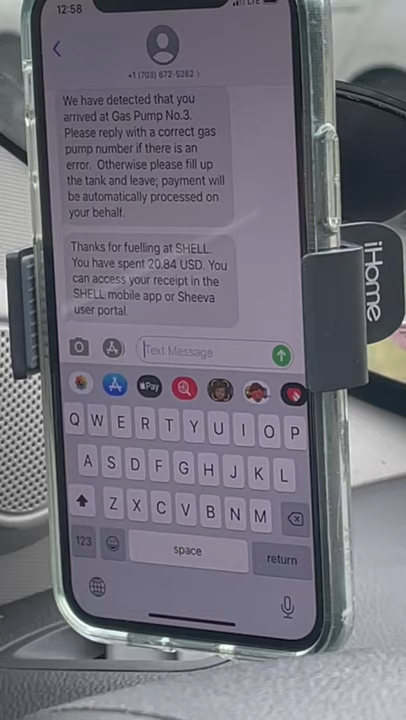 12:58
LTE
+1 (703) 672-5262 >
We have detected that you
arrived at Gas Pump No.3.
Please reply with a correct gas
pump number if there is an
error. Otherwise please fill up
the tank and leave; payment will
be automatically processed on
your behalf.
Thanks for fuelling at SHELL.
You have spent 20.84 USD. You
can access your receipt in the
SHELL mobile app or Sheeva
user portal.
Text Message
Pay
Q W E R T Y U I O P
A S D F G H J K L
Z X C V B N M
123 space return
iHome